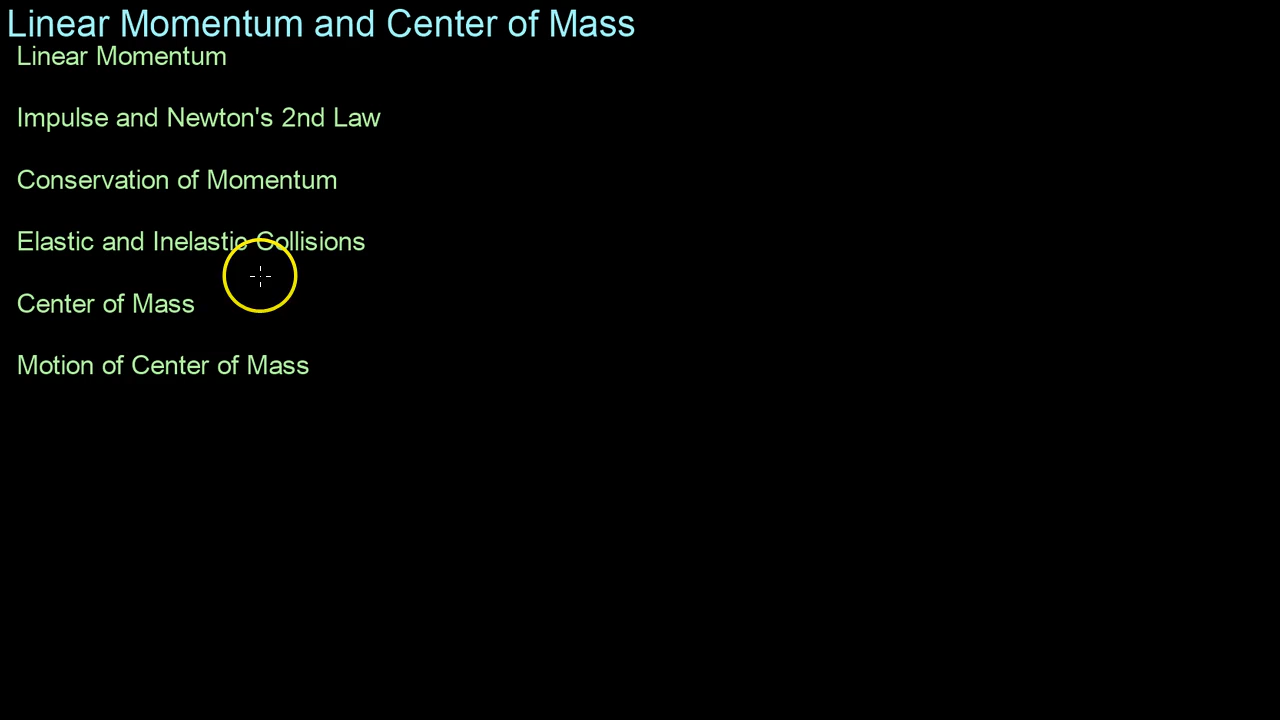 Linear Momentum and Center of Mass
Linear Momentum
Impulse and Newton's 2nd Law
Conservation of Momentum
Elastic and Inelastic Collisions
Center of Mass
Motion of Center of Mass